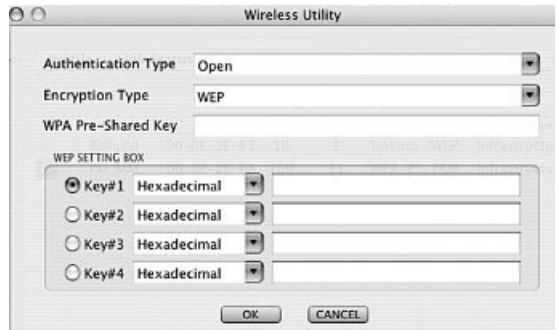 Wireless Utility
Authentication Type Open
Encryption Type WEP
WPA Pre-Shared Key
WEP SETTING BOX
Key#1 Hexadecimal
Key#2 Hexadecimal
Key#3 Hexadecimal
Key#4 Hexadecimal
OK CANCEL